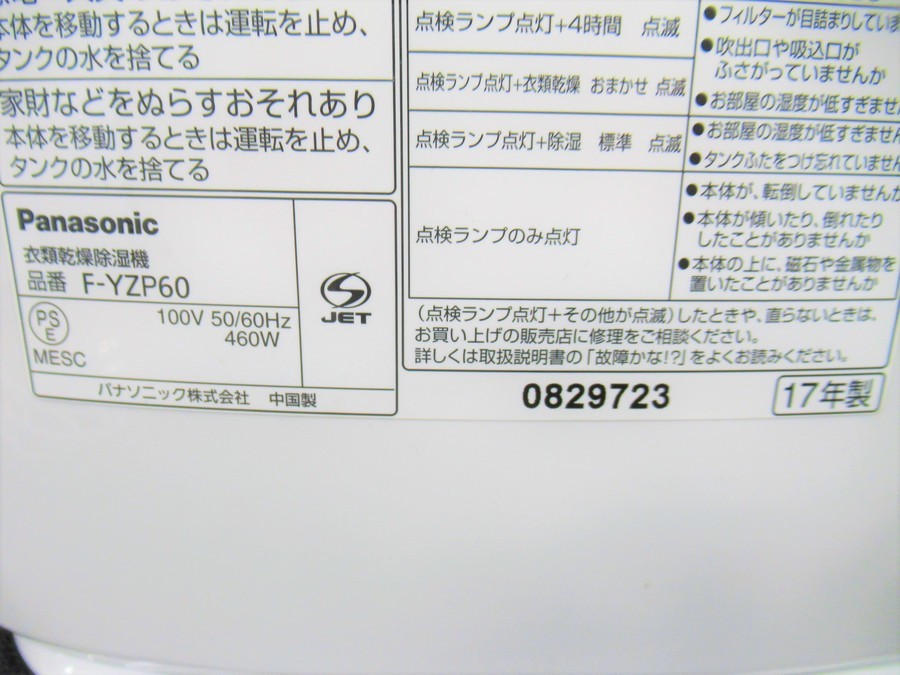 本体を移動するときは運転を止め、
タンクの水を捨てる
家財などをぬらすおそれあり
本体を移動するときは運転を止め、
タンクの水を捨てる
Panasonic
衣類乾燥除湿機
品番 F-YZP60
PS
E
MESC
100V 50/60Hz
460W
JET
パナソニック株式会社 中国製
点検ランプ点灯+4時間 点滅
●フィルターが目詰まりしていま
●吹出口や吸込口が
ふさがっていませんか
点検ランプ点灯+衣類乾燥 おまかせ 点滅
●お部屋の湿度が低すぎませ
点検ランプ点灯+除湿 標準 点滅
●お部屋の湿度が低すぎません
●タンクふたをつけ忘れていません
点検ランプのみ点灯
●本体が、転倒していませんか
●本体が傾いたり、倒れたり
したことがありませんか
●本体の上に、磁石や金属物を
置いたことがありませんか
(点検ランプ点灯+その他が点滅)したときや、直らないときは、
お買い上げの販売店に修理をご相談ください。
詳しくは取扱説明書の「故障かな!?」をよくお読みください。
0829723
17年製